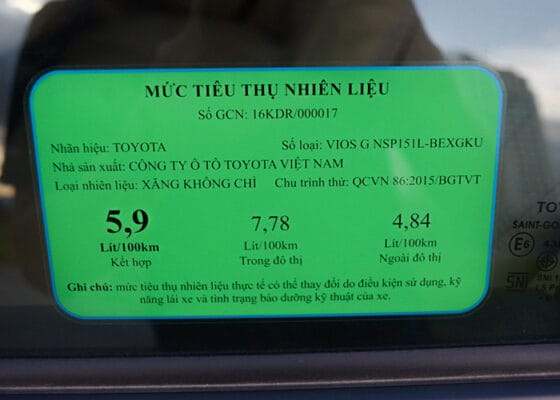 MỨC TIÊU THỤ NHIÊN LIỆU
Số GCN: 16KDR/000017
Nhãn hiệu: TOYOTA Số loại: VIOS G NSP151L-BEXGKU
Nhà sản xuất: CÔNG TY Ô TÔ TOYOTA VIỆT NAM
Loại nhiên liệu: XĂNG KHÔNG CHÌ Chu trình thử: QCVN 86:2015/BGTVT
5,9 7,78 4,84
Lít/100km Lít/100km Lít/100km
Kết hợp Trong đô thị Ngoài đô thị
Ghi chú: mức tiêu thụ nhiên liệu thực tế có thể thay đổi do điều kiện sử dụng, kỹ
năng lái xe và tình trạng bảo dưỡng kỹ thuật của xe.
TO
SAINT-GO
E6 43
SNI